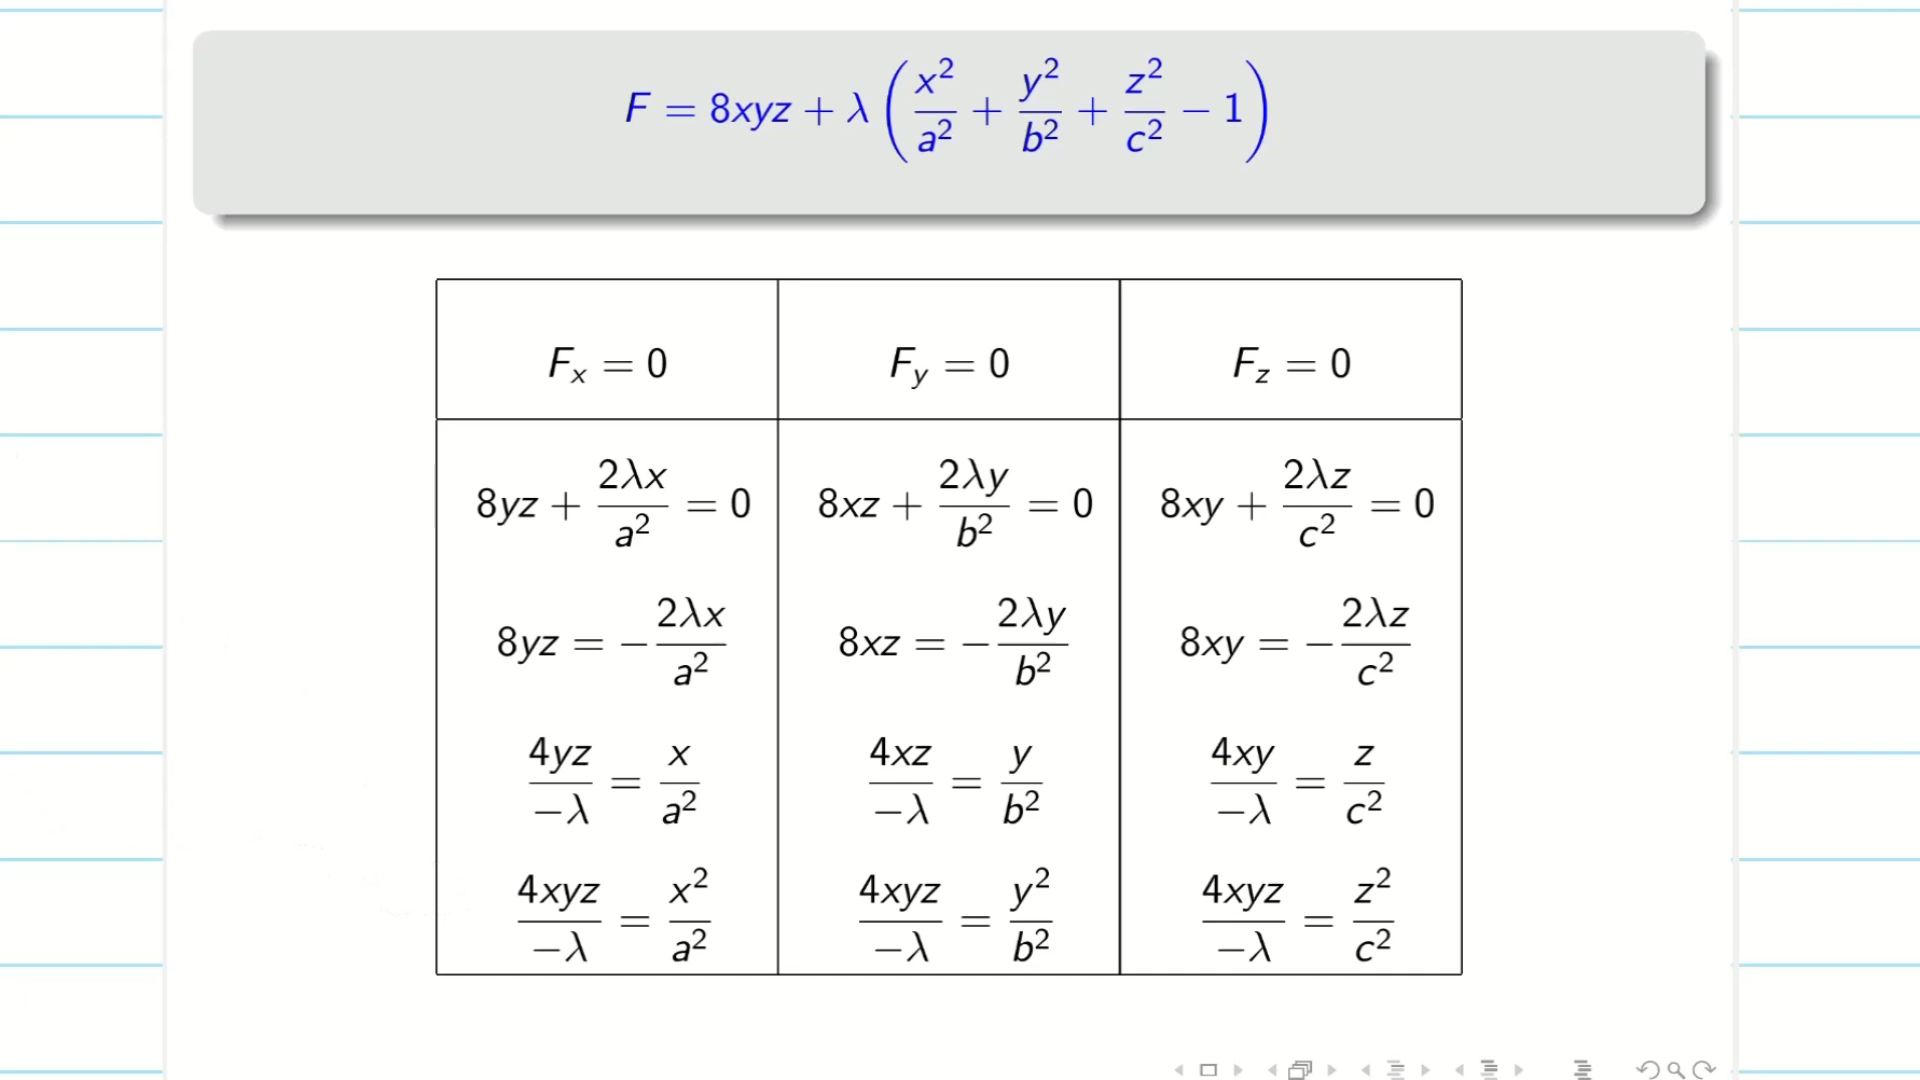 F = 8xyz + λ(x²/a² + y²/b² + z²/c² − 1)
F_x = 0 F_y = 0 F_z = 0
8yz + 2λx/a² = 0 8xz + 2λy/b² = 0 8xy + 2λz/c² = 0
8yz = −2λx/a² 8xz = −2λy/b² 8xy = −2λz/c²
4yz/−λ = x/a² 4xz/−λ = y/b² 4xy/−λ = z/c²
4xyz/−λ = x²/a² 4xyz/−λ = y²/b² 4xyz/−λ = z²/c²